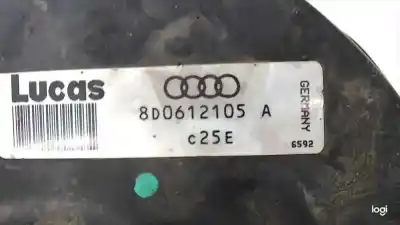 Lucas
8D0612105 A
c25E
GERMANY
6592
logi